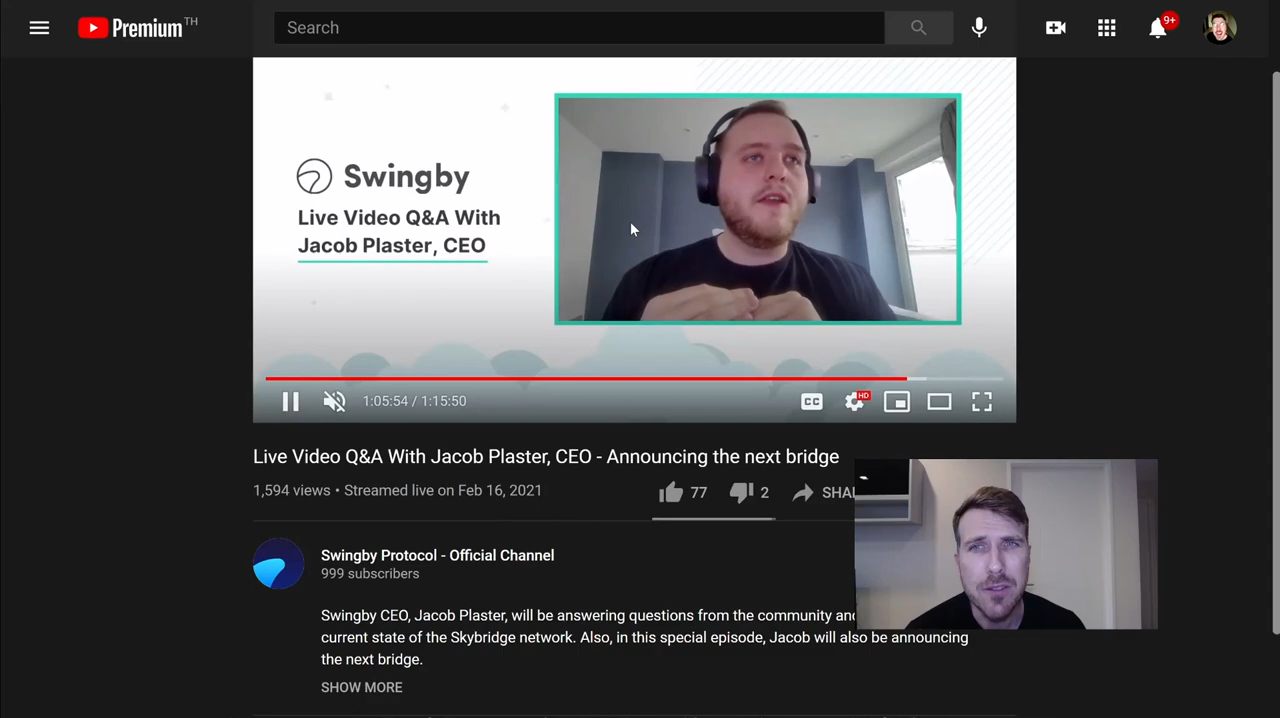 Premium TH
Search
9+
Swingby
Live Video Q&A With
Jacob Plaster, CEO
1:05:54 / 1:15:50
CC
HD
Live Video Q&A With Jacob Plaster, CEO - Announcing the next bridge
1,594 views • Streamed live on Feb 16, 2021
77
2
SHA
Swingby Protocol - Official Channel
999 subscribers
Swingby CEO, Jacob Plaster, will be answering questions from the community an
current state of the Skybridge network. Also, in this special episode, Jacob will also be announcing
the next bridge.
SHOW MORE